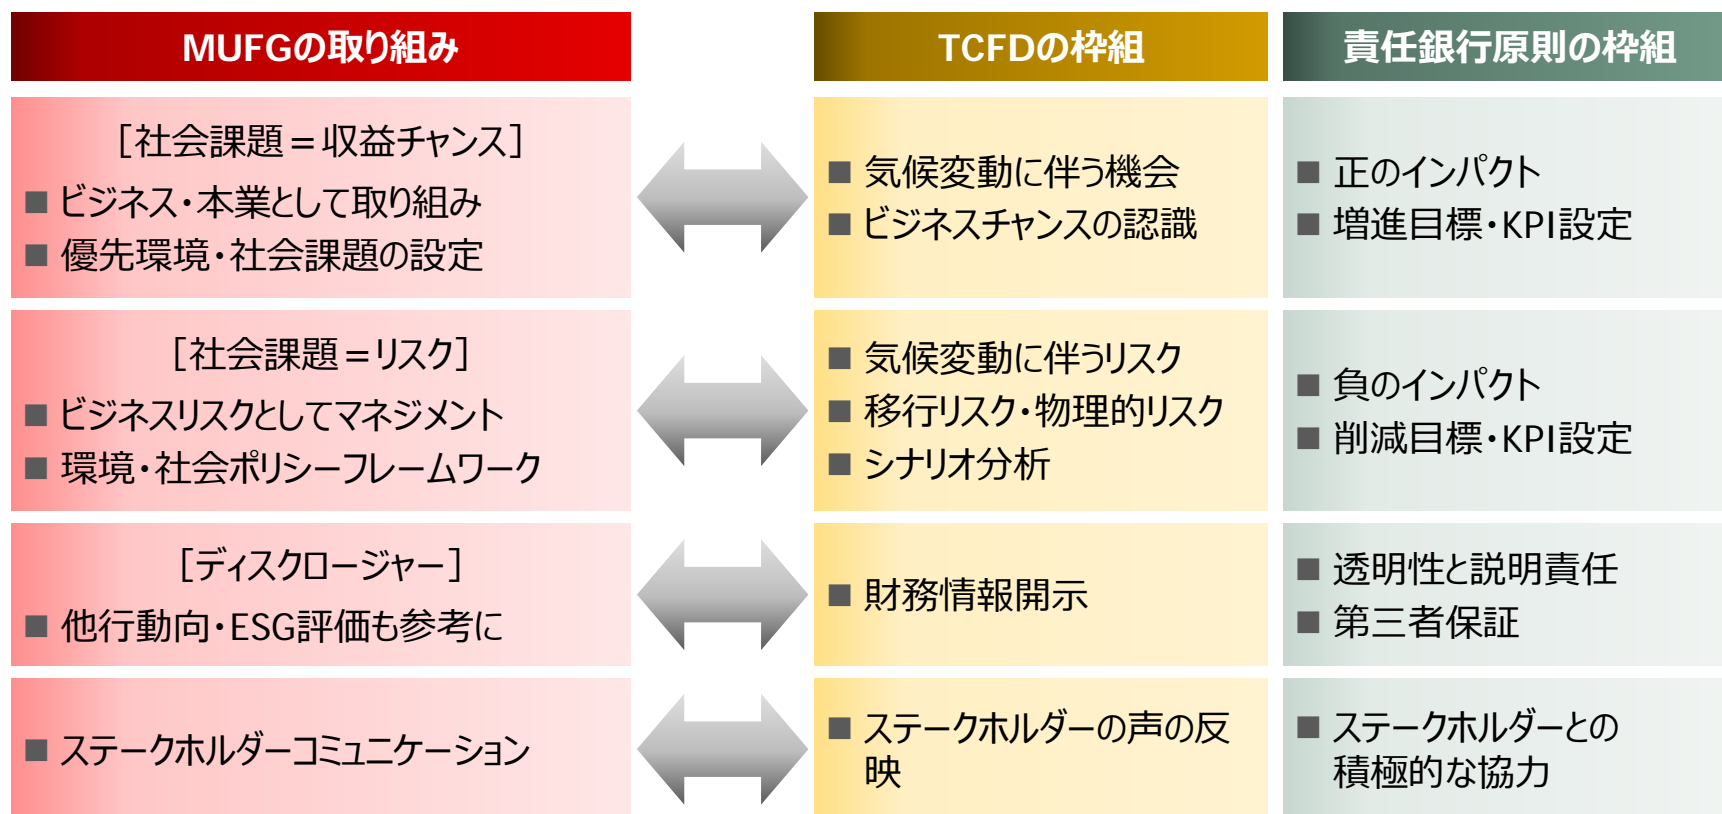 MUFGの取り組み
TCFDの枠組
責任銀行原則の枠組
［社会課題＝収益チャンス］
■ ビジネス・本業として取り組み
■ 優先環境・社会課題の設定
■ 気候変動に伴う機会
■ ビジネスチャンスの認識
■ 正のインパクト
■ 増進目標・KPI設定
［社会課題＝リスク］
■ ビジネスリスクとしてマネジメント
■ 環境・社会ポリシーフレームワーク
■ 気候変動に伴うリスク
■ 移行リスク・物理的リスク
■ シナリオ分析
■ 負のインパクト
■ 削減目標・KPI設定
［ディスクロージャー］
■ 他行動向・ESG評価も参考に
■ 財務情報開示
■ 透明性と説明責任
■ 第三者保証
■ ステークホルダーコミュニケーション
■ ステークホルダーの声の反
映
■ ステークホルダーとの
積極的な協力